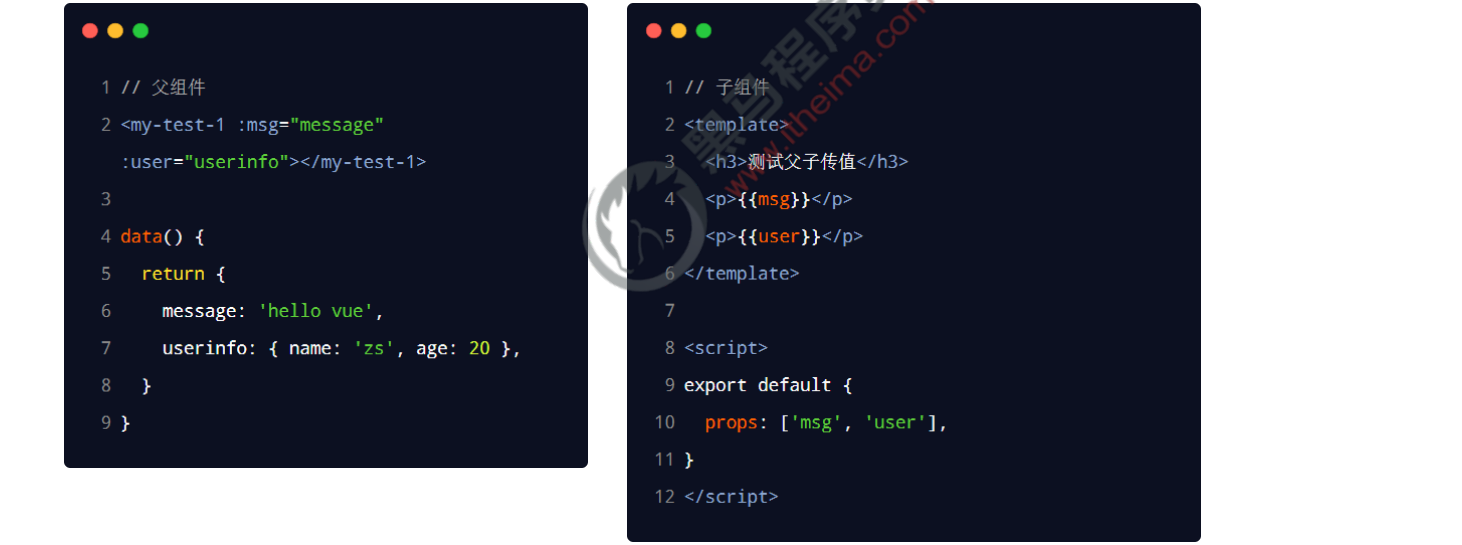 1 // 父组件
2 <my-test-1 :msg="message"
:user="userinfo"></my-test-1>
3
4 data() {
5   return {
6     message: 'hello vue',
7     userinfo: { name: 'zs', age: 20 },
8   }
9 }
1 // 子组件
2 <template>
3   <h3>测试父子传值</h3>
4   <p>{{msg}}</p>
5   <p>{{user}}</p>
6 </template>
7
8 <script>
9 export default {
10   props: ['msg', 'user'],
11 }
12 </script>
黑马程序
www.itheima.com